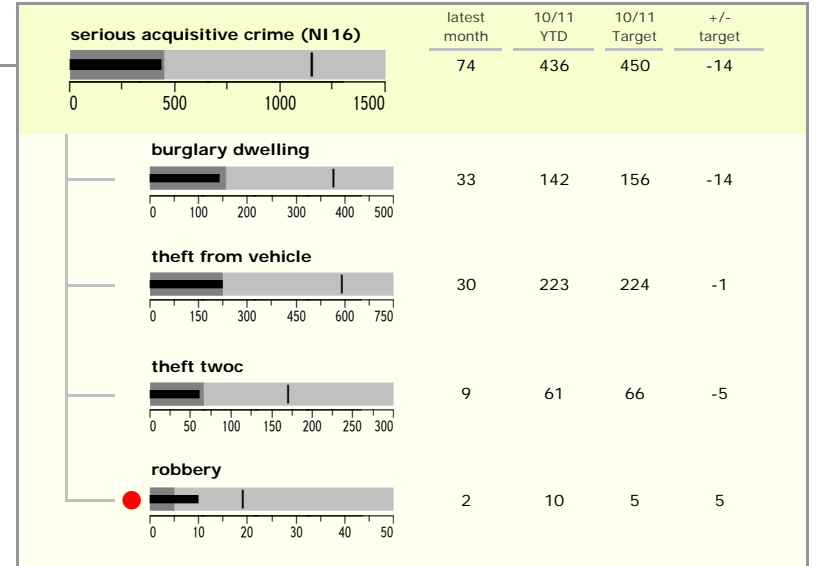 latest 10/11 10/11 +/-
serious acquisitive crime (NI16) month YTD Target target
74 436 450 -14
0 500 1000 1500
burglary dwelling
33 142 156 -14
0 100 200 300 400 500
theft from vehicle
30 223 224 -1
0 150 300 450 600 750
theft twoc
9 61 66 -5
0 50 100 150 200 250 300
robbery
2 10 5 5
0 10 20 30 40 50